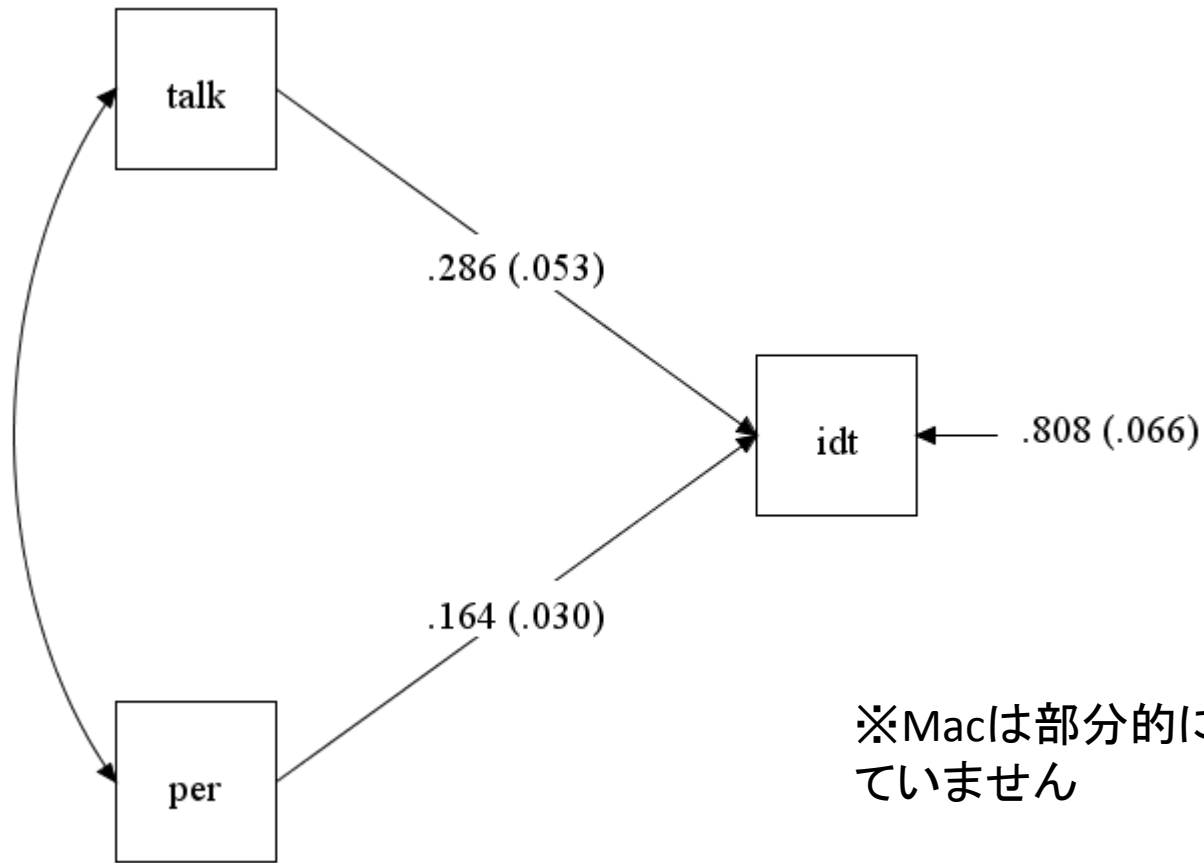 talk
.286 (.053)
idt
.808 (.066)
.164 (.030)
per
※Macは部分的に
ていません